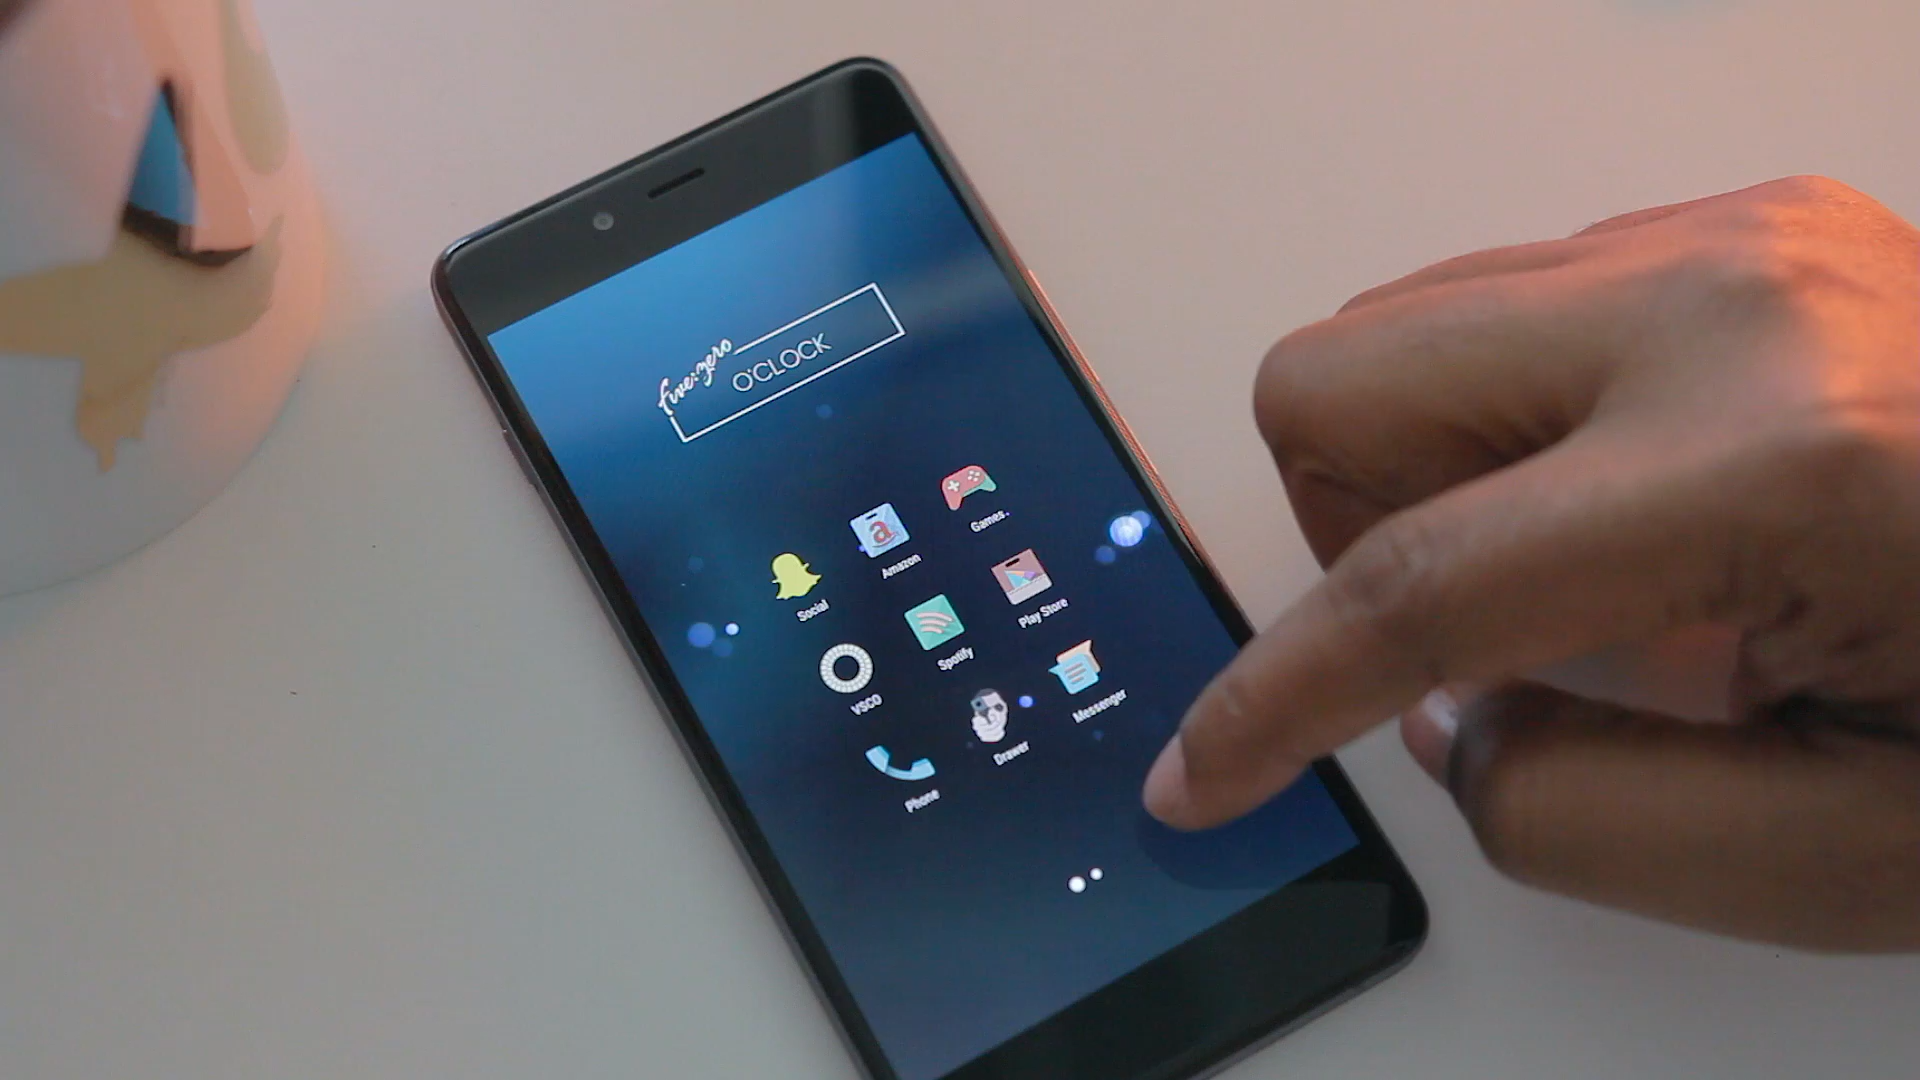 five:zero
O'CLOCK
Social
Amazon
Games
VSCO
Spotify
Play Store
Phone
Drawer
Messenger